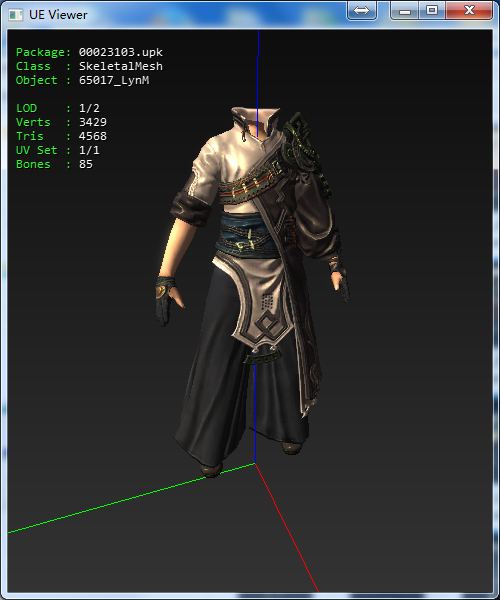 UE Viewer
Package: 00023103.upk
Class : SkeletalMesh
Object : 65017_LynM
LOD : 1/2
Verts : 3429
Tris : 4568
UV Set : 1/1
Bones : 85